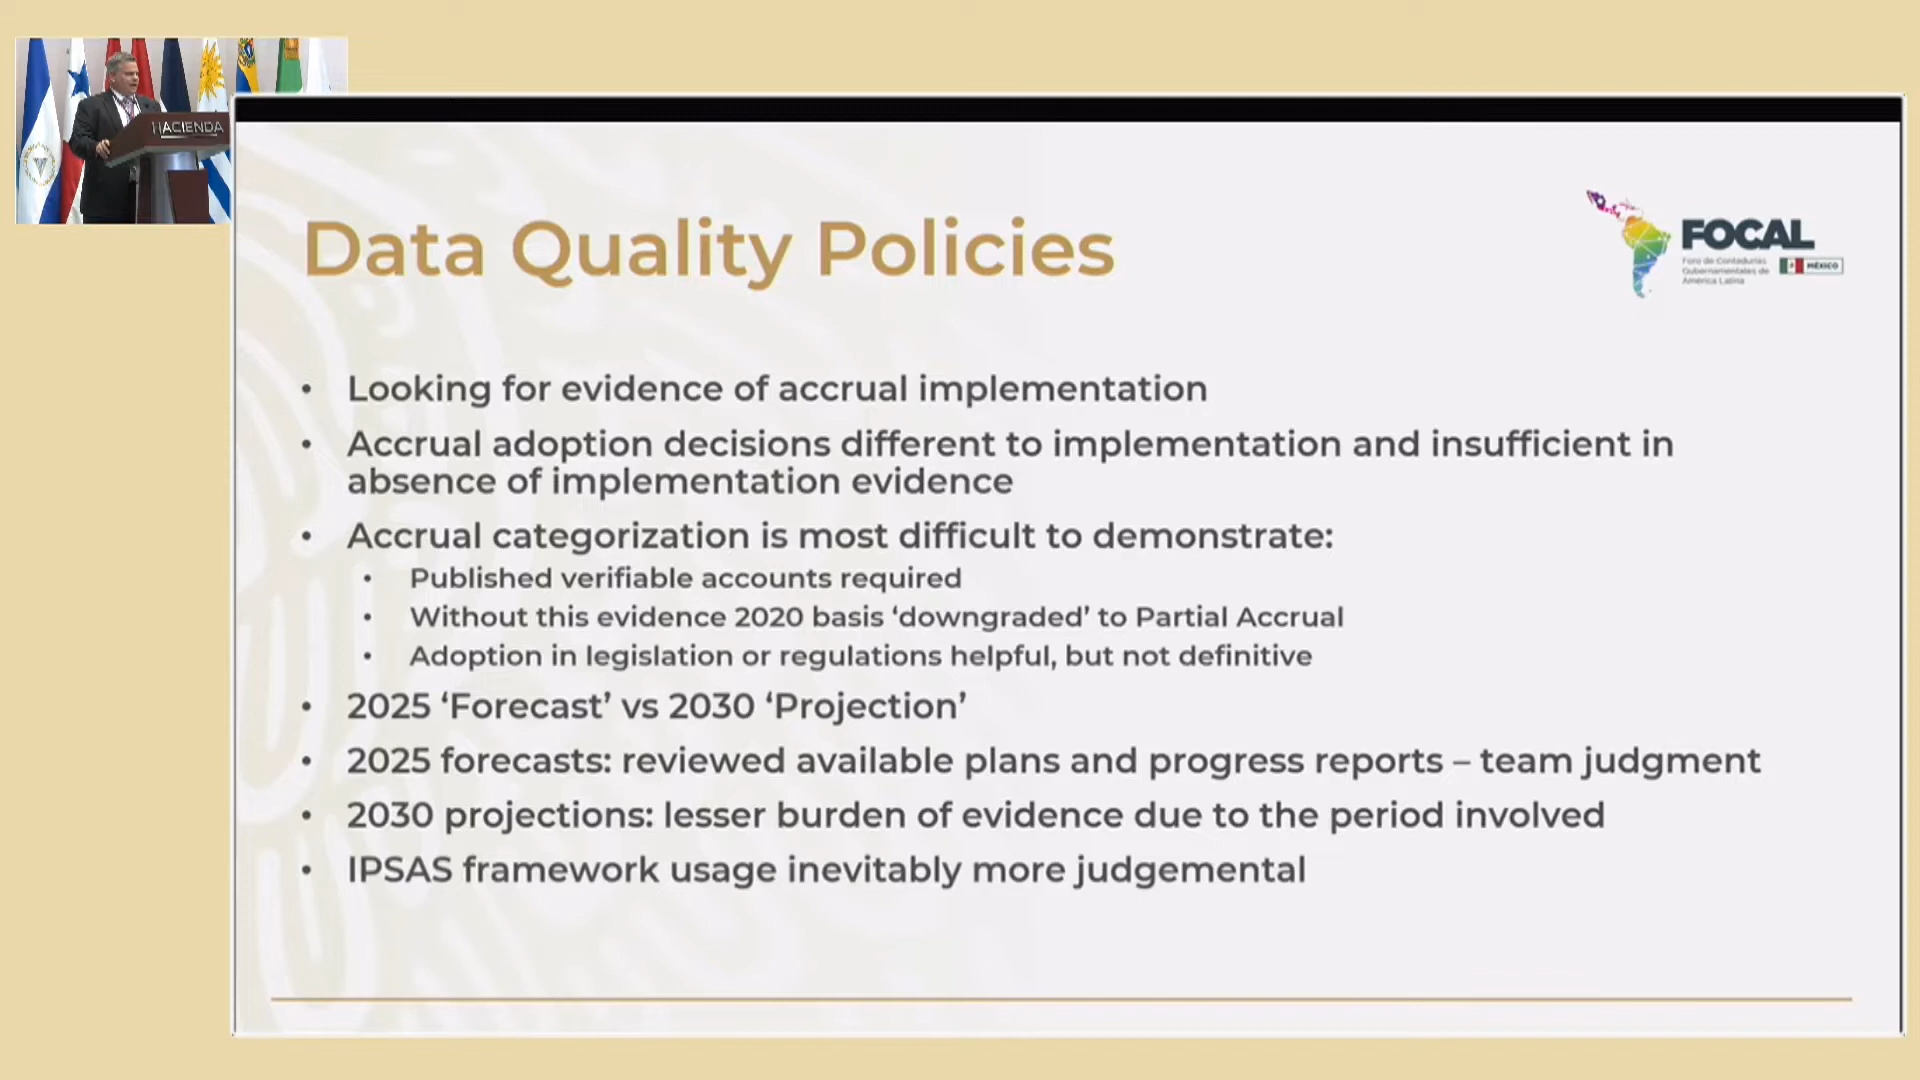 HACIENDA
Data Quality Policies
FOCAL
Foro de Contadurías
Gubernamentales de
América Latina
MÉXICO
• Looking for evidence of accrual implementation
• Accrual adoption decisions different to implementation and insufficient in
absence of implementation evidence
• Accrual categorization is most difficult to demonstrate:
• Published verifiable accounts required
• Without this evidence 2020 basis ‘downgraded’ to Partial Accrual
• Adoption in legislation or regulations helpful, but not definitive
• 2025 ‘Forecast’ vs 2030 ‘Projection’
• 2025 forecasts: reviewed available plans and progress reports – team judgment
• 2030 projections: lesser burden of evidence due to the period involved
• IPSAS framework usage inevitably more judgemental